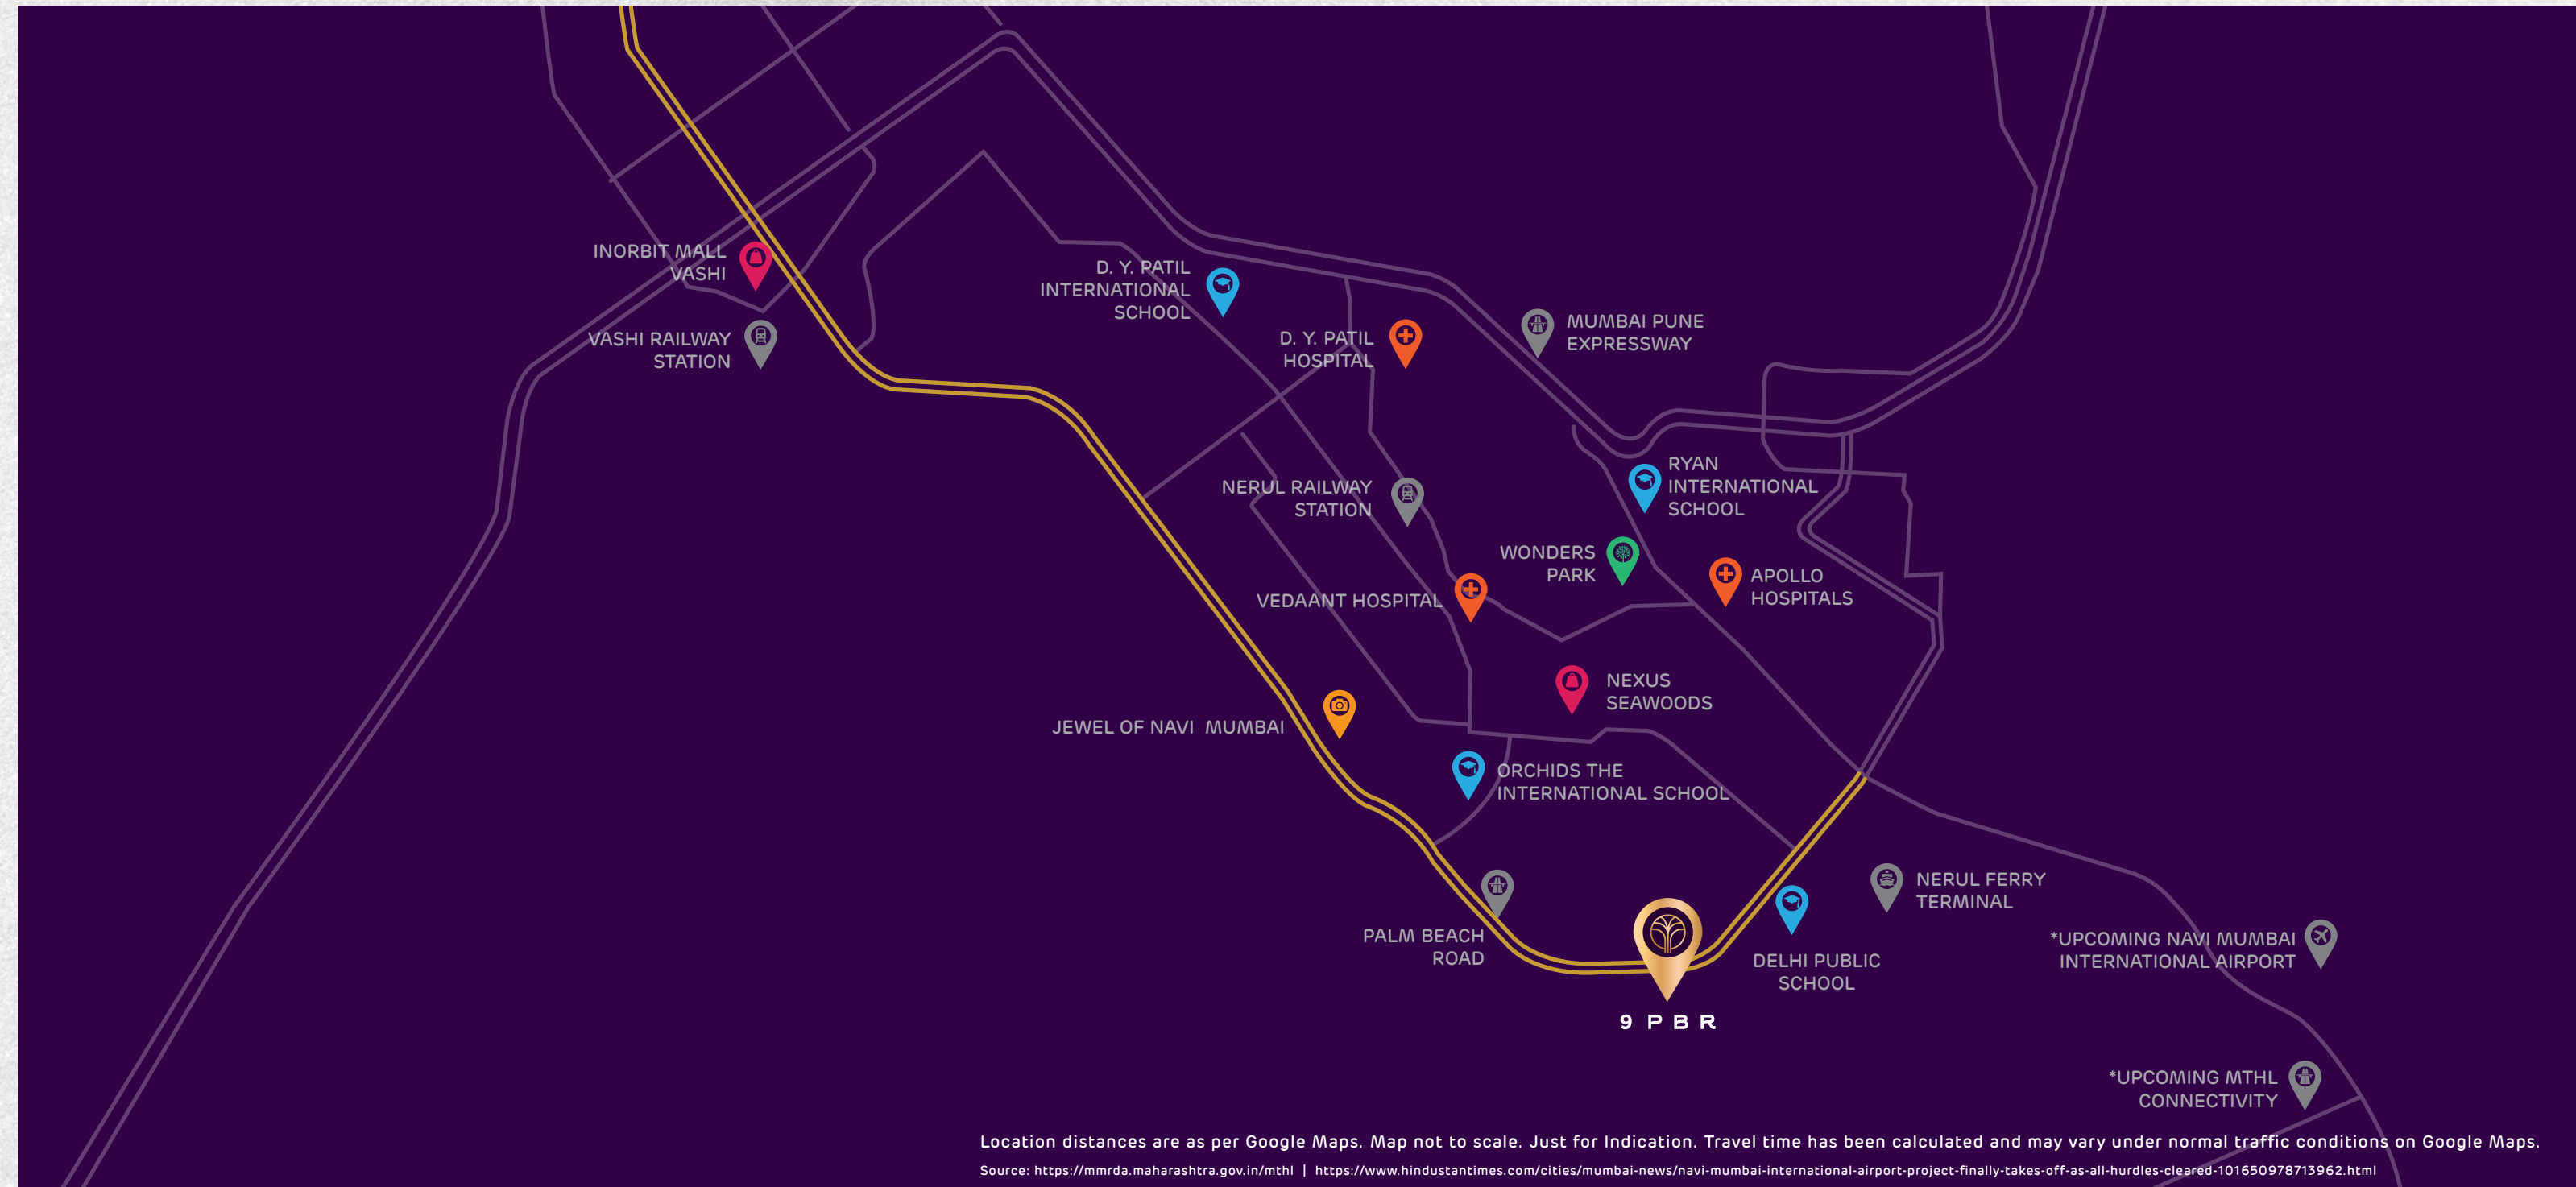 INORBIT MALL
VASHI
VASHI RAILWAY
STATION
D. Y. PATIL
INTERNATIONAL
SCHOOL
D. Y. PATIL
HOSPITAL
MUMBAI PUNE
EXPRESSWAY
RYAN
INTERNATIONAL
SCHOOL
NERUL RAILWAY
STATION
WONDERS
PARK
APOLLO
HOSPITALS
VEDAANT HOSPITAL
NEXUS
SEAWOODS
JEWEL OF NAVI  MUMBAI
ORCHIDS THE
INTERNATIONAL SCHOOL
NERUL FERRY
TERMINAL
PALM BEACH
ROAD
DELHI PUBLIC
SCHOOL
*UPCOMING NAVI MUMBAI
INTERNATIONAL AIRPORT
9 PBR
*UPCOMING MTHL
CONNECTIVITY
Location distances are as per Google Maps. Map not to scale. Just for Indication. Travel time has been calculated and may vary under normal traffic conditions on Google Maps.
Source: https://mmrda.maharashtra.gov.in/mthl | https://www.hindustantimes.com/cities/mumbai-news/navi-mumbai-international-airport-project-finally-takes-off-as-all-hurdles-cleared-101650978713962.html